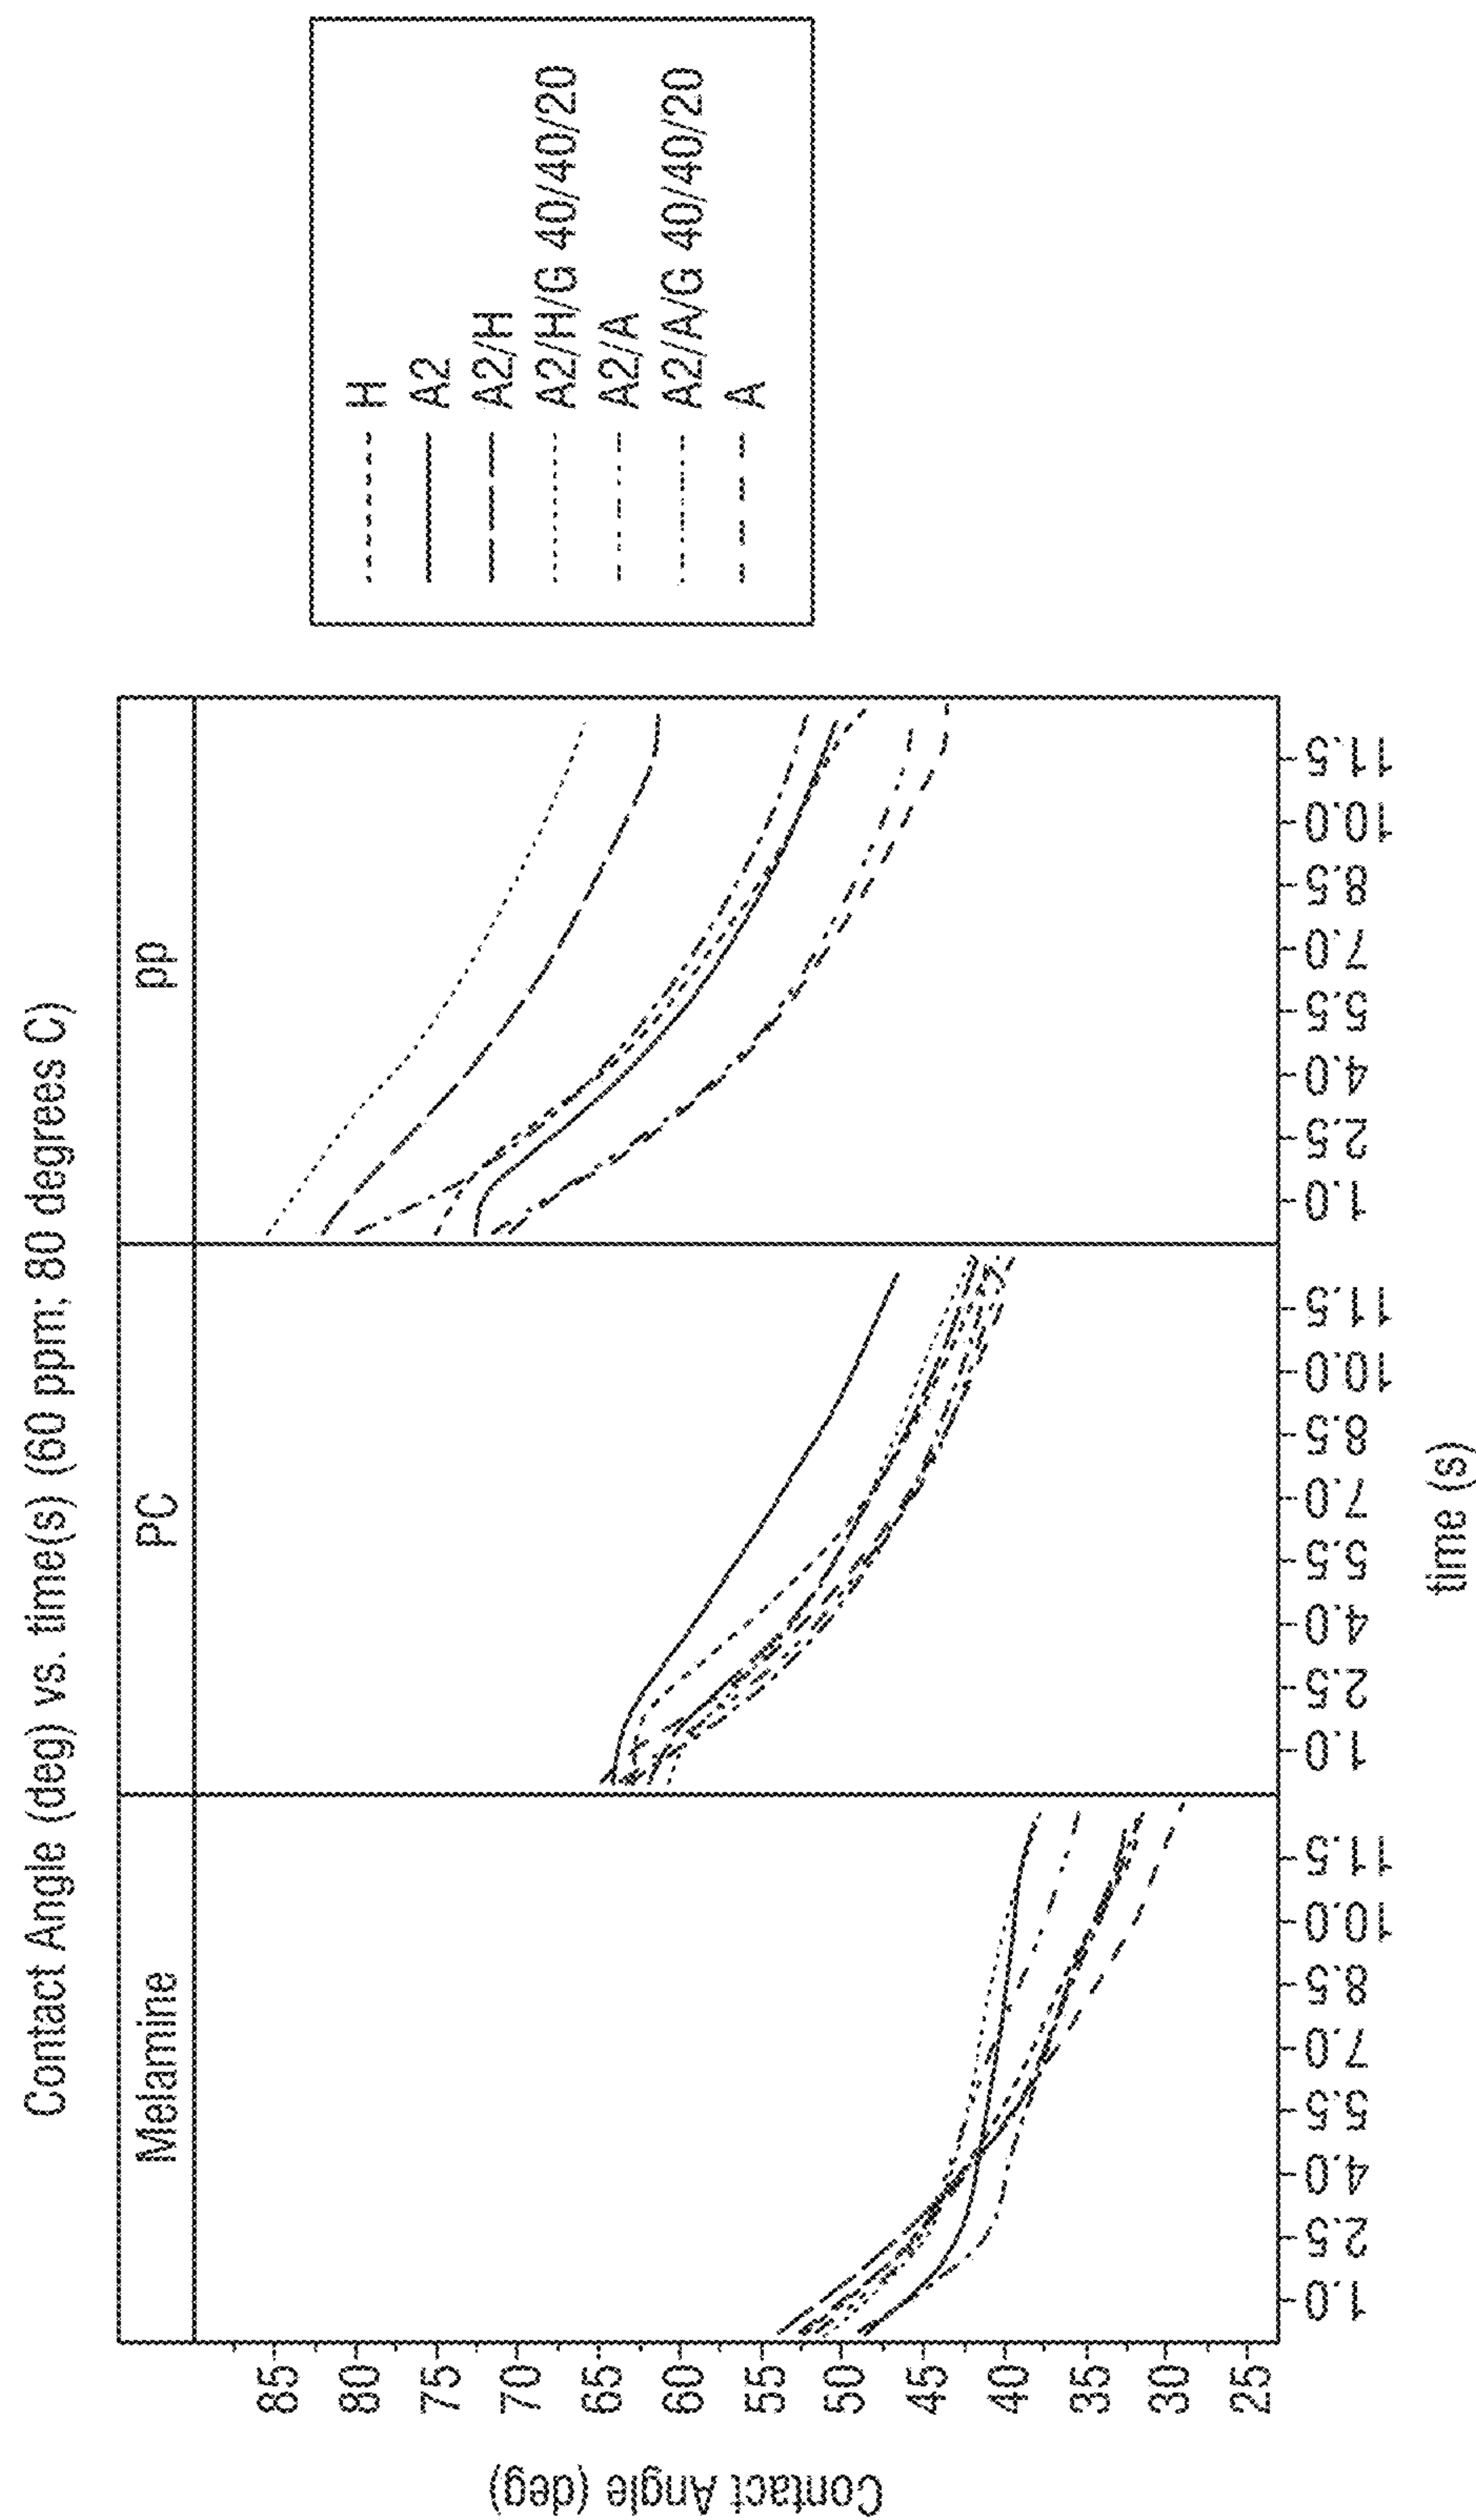 Contact Angle (deg) vs. time(s) (60 ppm; 80 degrees C)
Melamine
PC
pp
Contact Angle (deg)
85
80
75
70
65
60
55
50
45
40
35
30
25
1.0 2.5 4.0 5.5 7.0 8.5 10.0 11.5
1.0 2.5 4.0 5.5 7.0 8.5 10.0 11.5
1.0 2.5 4.0 5.5 7.0 8.5 10.0 11.5
time (s)
H
A2
A2/H
A2/H/G 40/40/20
A2/A
A2/A/G 40/40/20
A